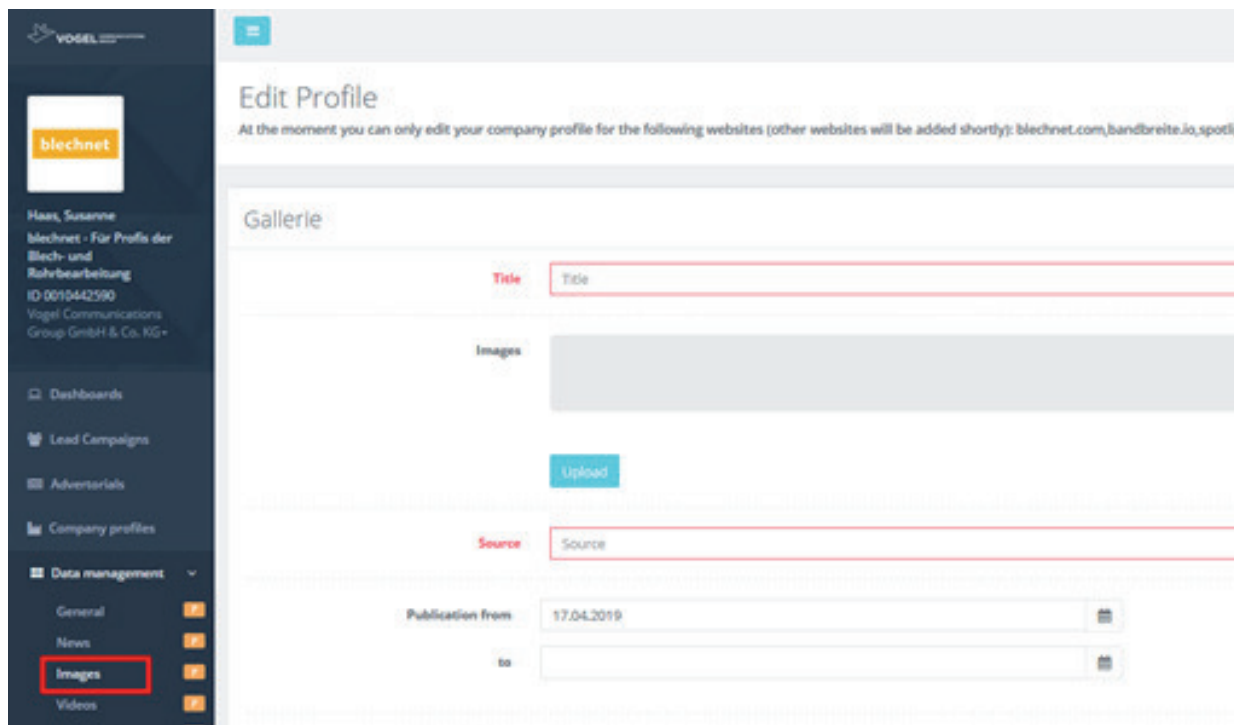 VOGEL
blechnet
Haas, Susanne
blechnet - Für Profis der
Blech- und
Rohrbearbeitung
ID 0010442590
Vogel Communications
Group GmbH & Co. KG
Dashboards
Lead Campaigns
Advertorials
Company profiles
Data management
General P
News P
Images P
Videos P
Edit Profile
At the moment you can only edit your company profile for the following websites (other websites will be added shortly): blechnet.com,bandbreite.io,spotli
Gallerie
Title Title
Images
Upload
Source Source
Publication from 17.04.2019
to